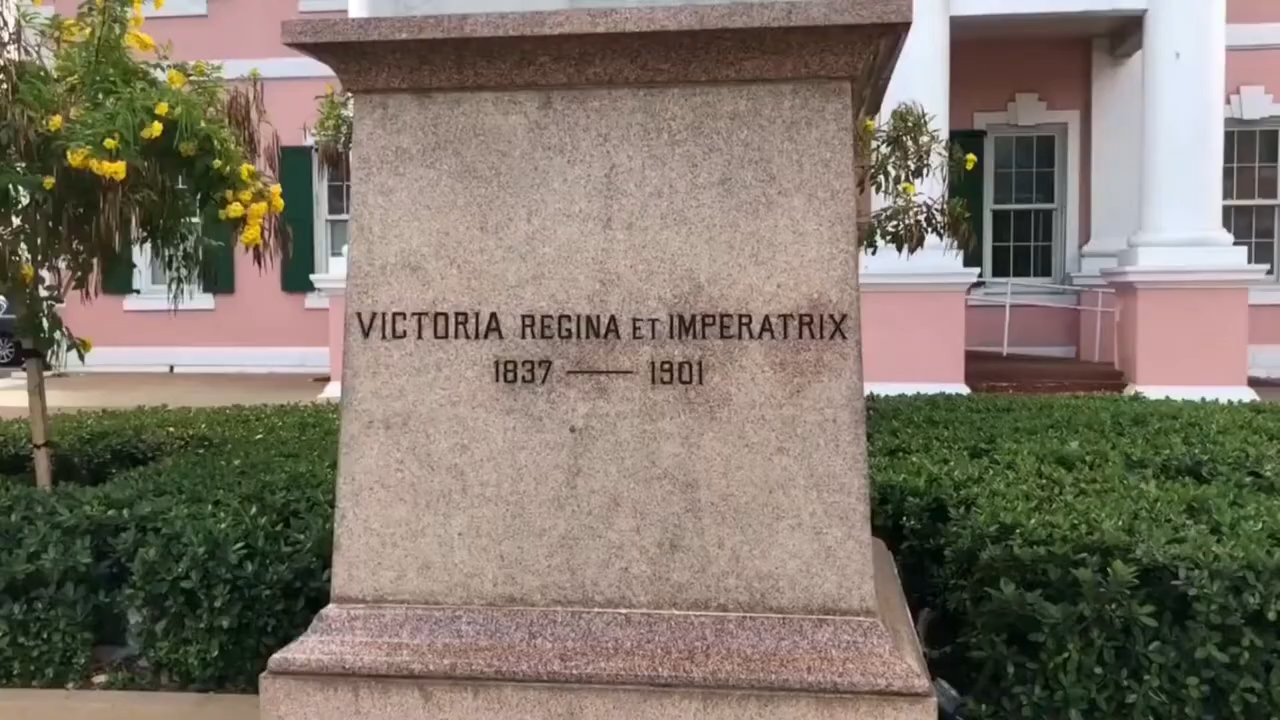 VICTORIA REGINA ET IMPERATRIX
1837 — 1901